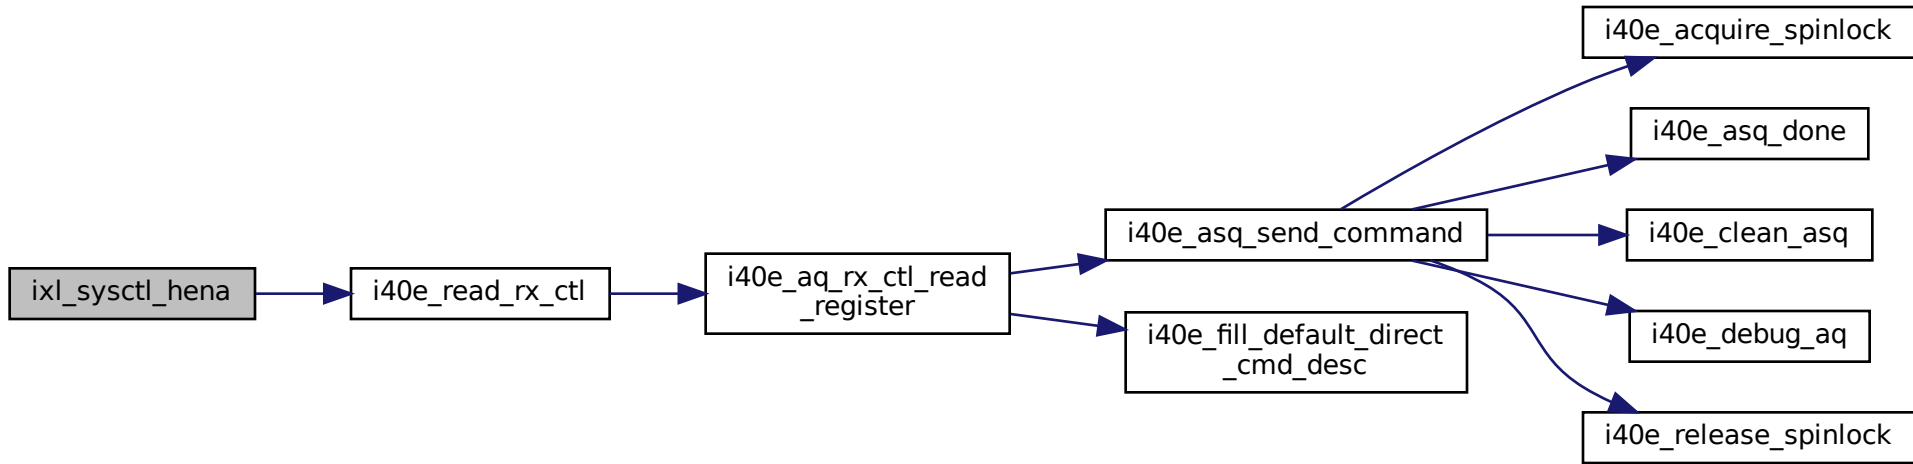 ixl_sysctl_hena
i40e_read_rx_ctl
i40e_aq_rx_ctl_read
_register
i40e_asq_send_command
i40e_fill_default_direct
_cmd_desc
i40e_acquire_spinlock
i40e_asq_done
i40e_clean_asq
i40e_debug_aq
i40e_release_spinlock